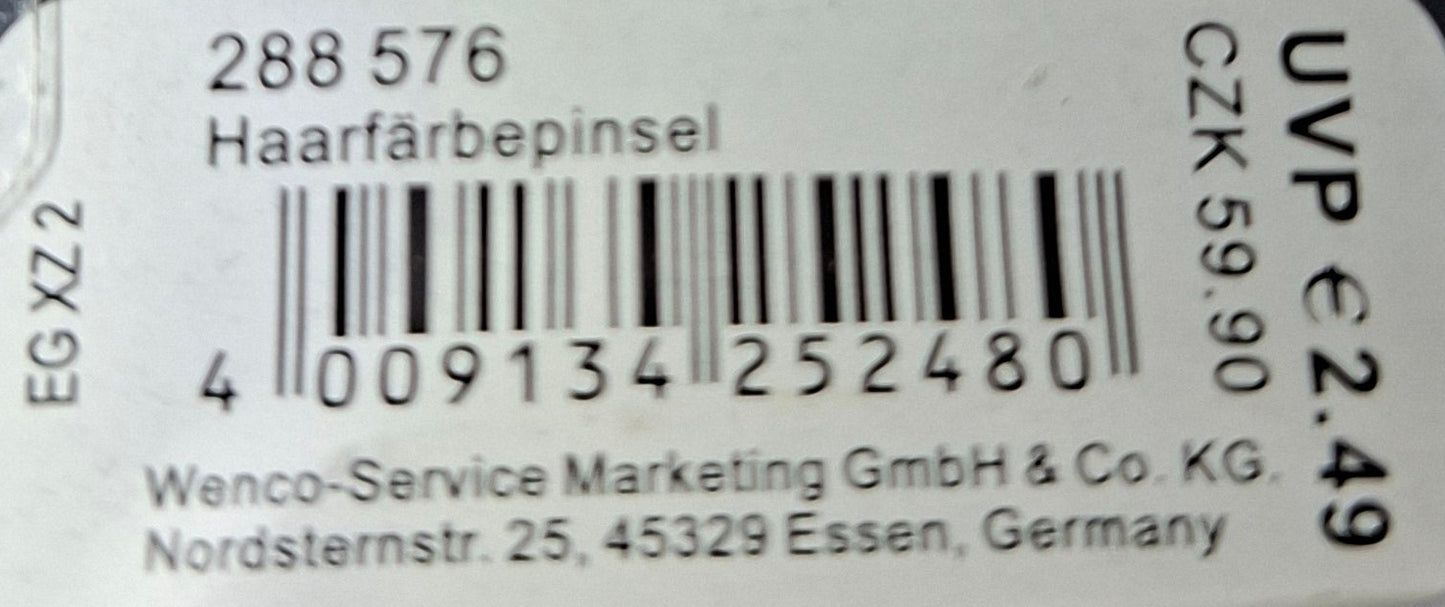 288 576
Haarfärbepinsel
4 009134 252480
Wenco-Service Marketing GmbH & Co. KG.
Nordsternstr. 25, 45329 Essen, Germany
EG XZ 2
CZK 59.90
UVP € 2.49